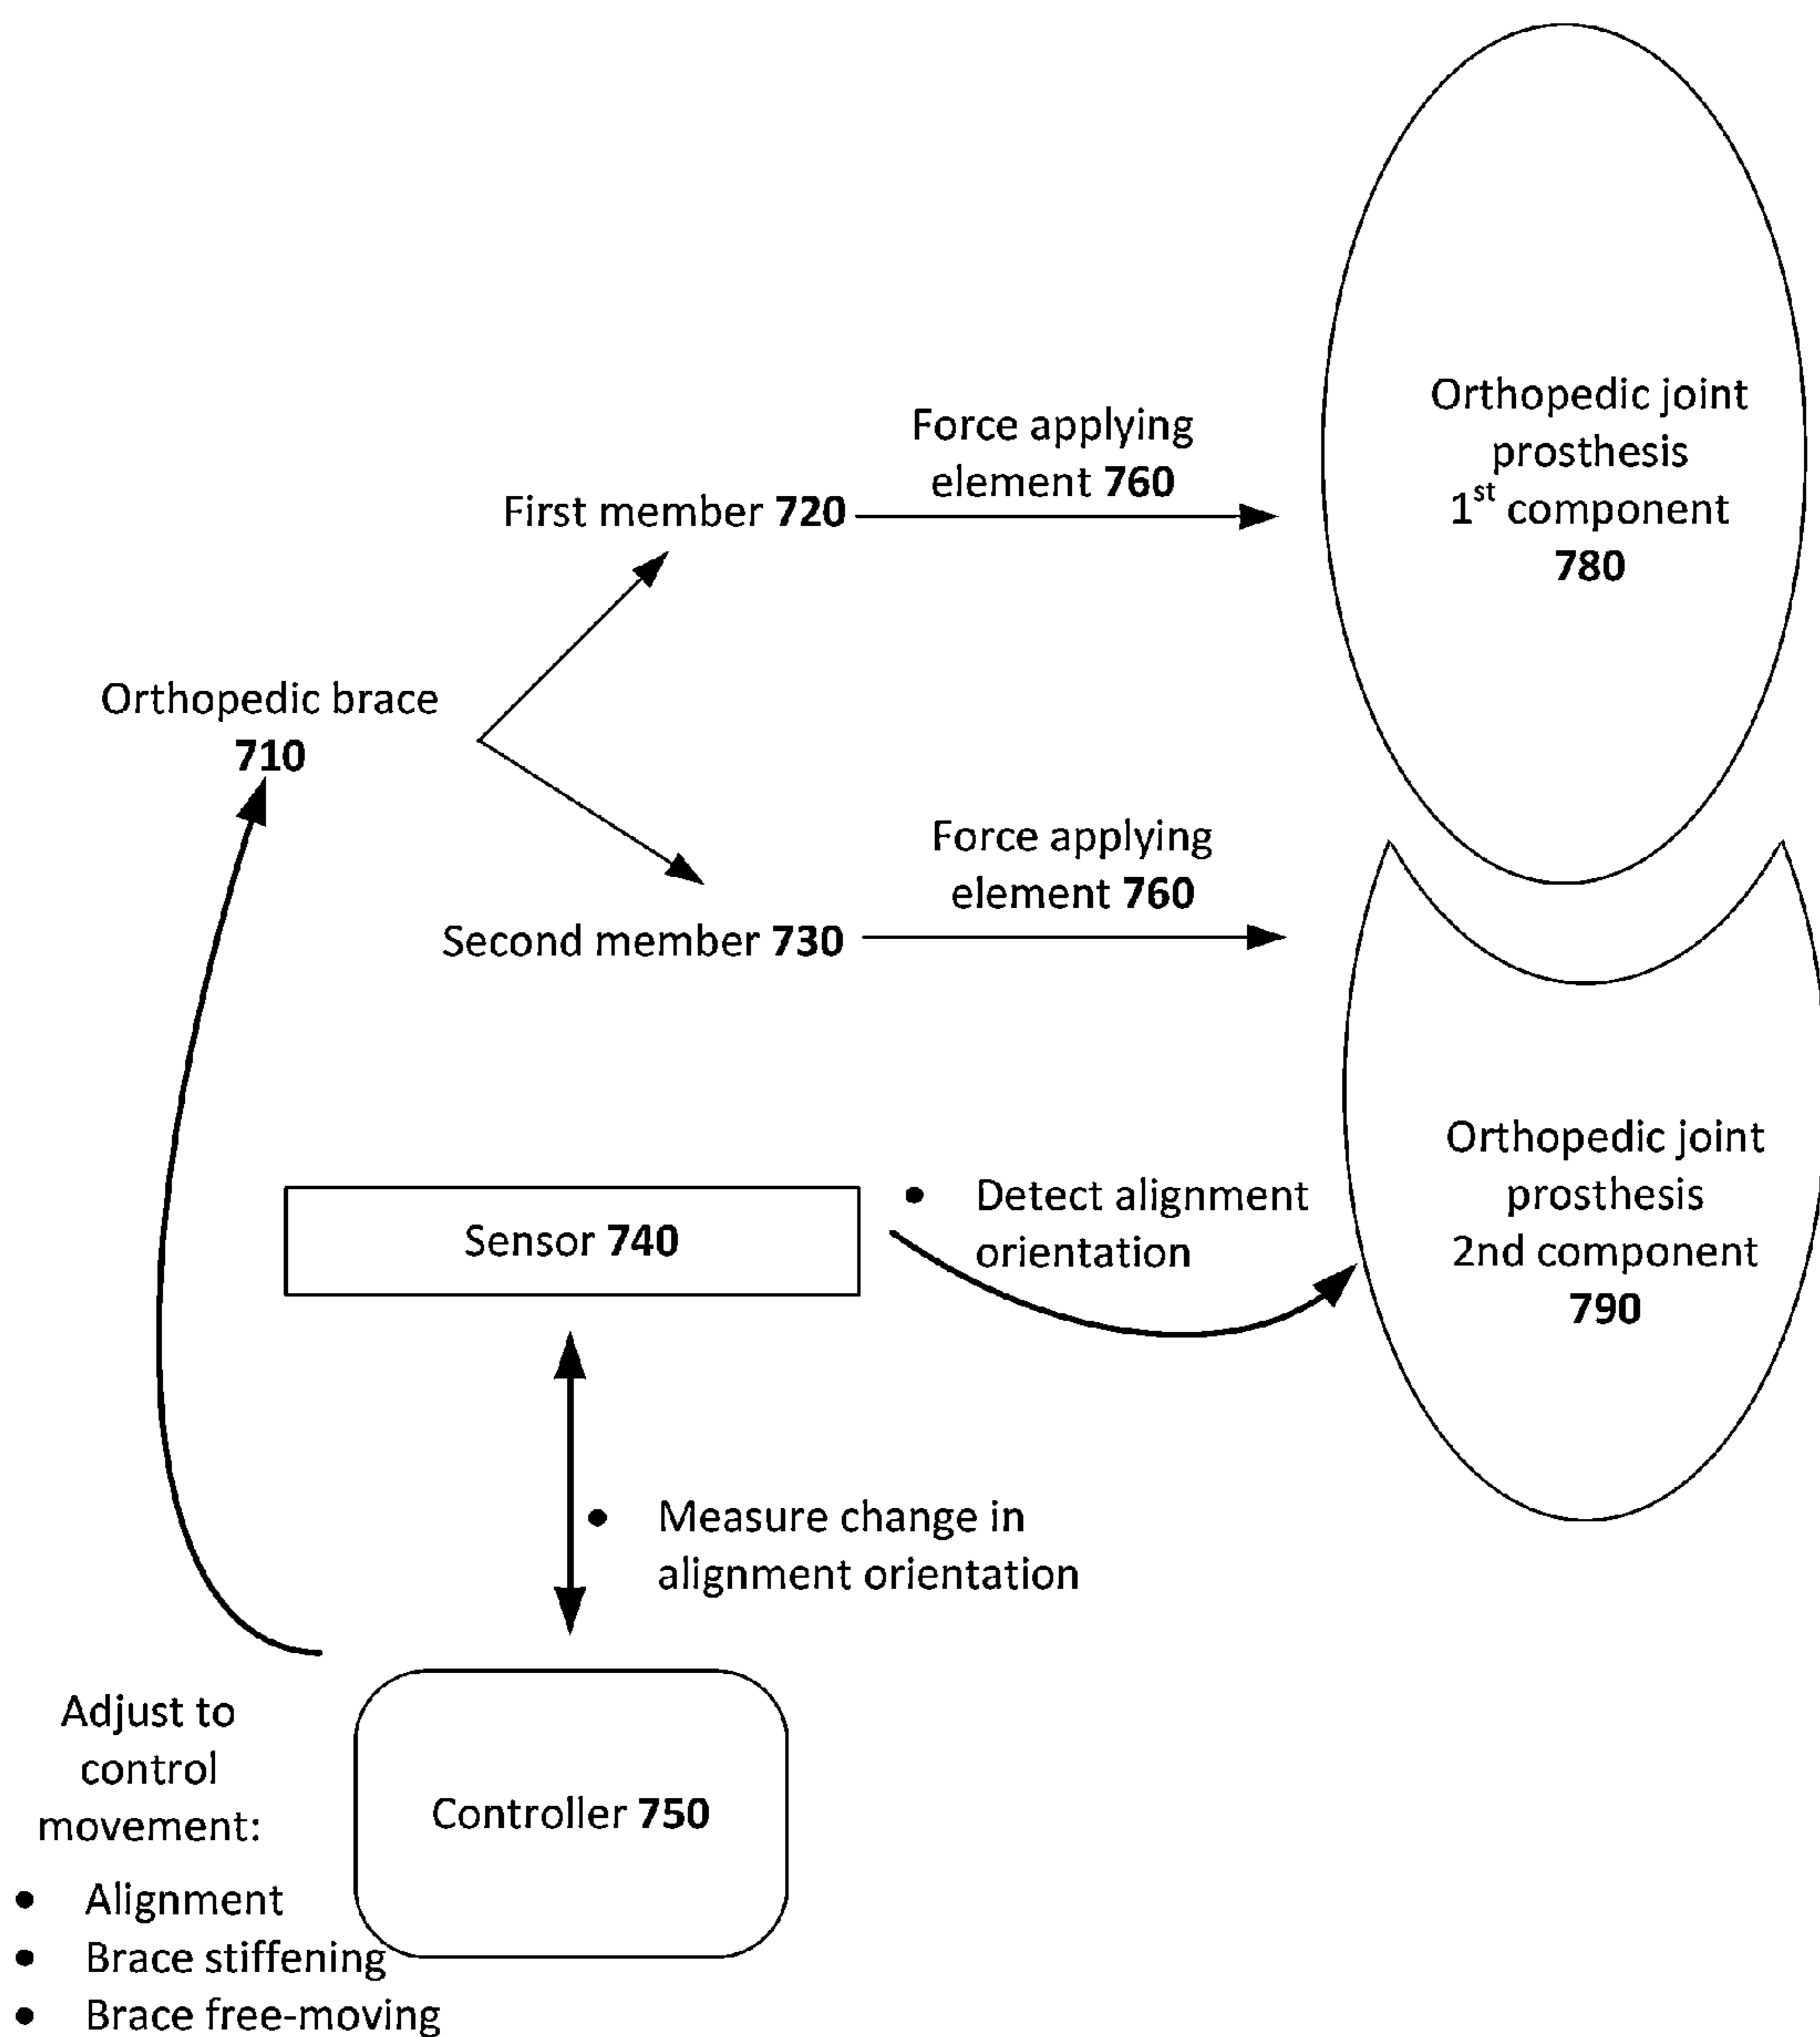 Orthopedic joint
prosthesis
1st component
780
Force applying
element 760
First member 720
Orthopedic brace
710
Force applying
element 760
Second member 730
Orthopedic joint
prosthesis
2nd component
790
• Detect alignment
orientation
Sensor 740
• Measure change in
alignment orientation
Adjust to
control
movement:
• Alignment
• Brace stiffening
• Brace free-moving
Controller 750